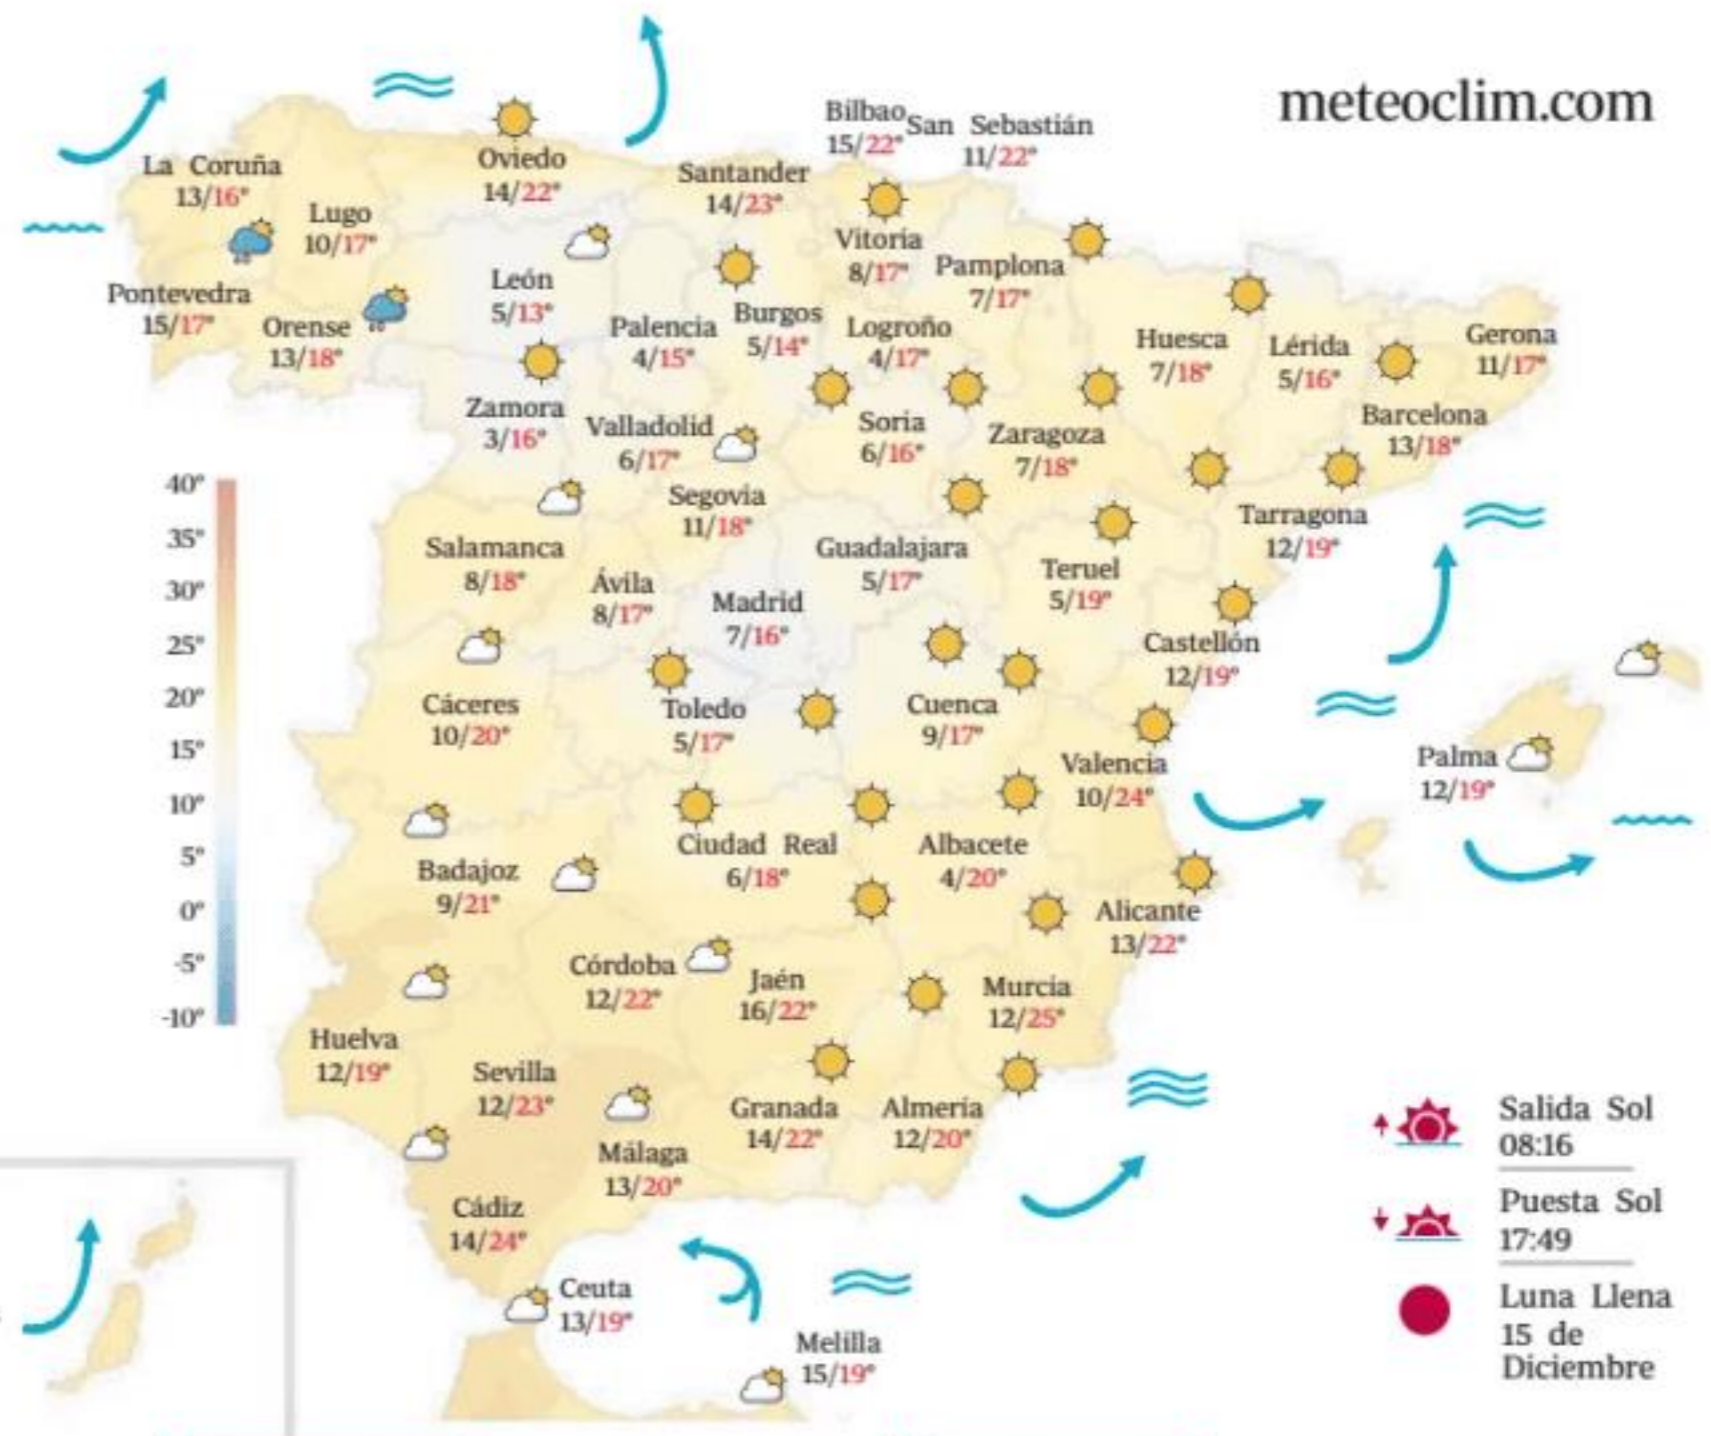 meteoclim.com
La Coruña
13/16°
Lugo
10/17°
Oviedo
14/22°
Santander
14/23°
Bilbao
15/22°
San Sebastián
11/22°
Vitoria
8/17°
Pamplona
7/17°
Pontevedra
15/17°
Orense
13/18°
León
5/13°
Palencia
4/15°
Burgos
5/14°
Logroño
4/17°
Huesca
7/18°
Lérida
5/16°
Gerona
11/17°
Zamora
3/16°
Valladolid
6/17°
Soria
6/16°
Zaragoza
7/18°
Barcelona
13/18°
Segovia
11/18°
Tarragona
12/19°
Salamanca
8/18°
Ávila
8/17°
Madrid
7/16°
Guadalajara
5/17°
Teruel
5/19°
Castellón
12/19°
Cáceres
10/20°
Toledo
5/17°
Cuenca
9/17°
Valencia
10/24°
Palma
12/19°
Badajoz
9/21°
Ciudad Real
6/18°
Albacete
4/20°
Alicante
13/22°
Córdoba
12/22°
Jaén
16/22°
Murcia
12/25°
Huelva
12/19°
Sevilla
12/23°
Málaga
13/20°
Granada
14/22°
Almería
12/20°
Cádiz
14/24°
Ceuta
13/19°
Melilla
15/19°
40°
35°
30°
25°
20°
15°
10°
5°
0°
-5°
-10°
Salida Sol
08:16
Puesta Sol
17:49
Luna Llena
15 de
Diciembre